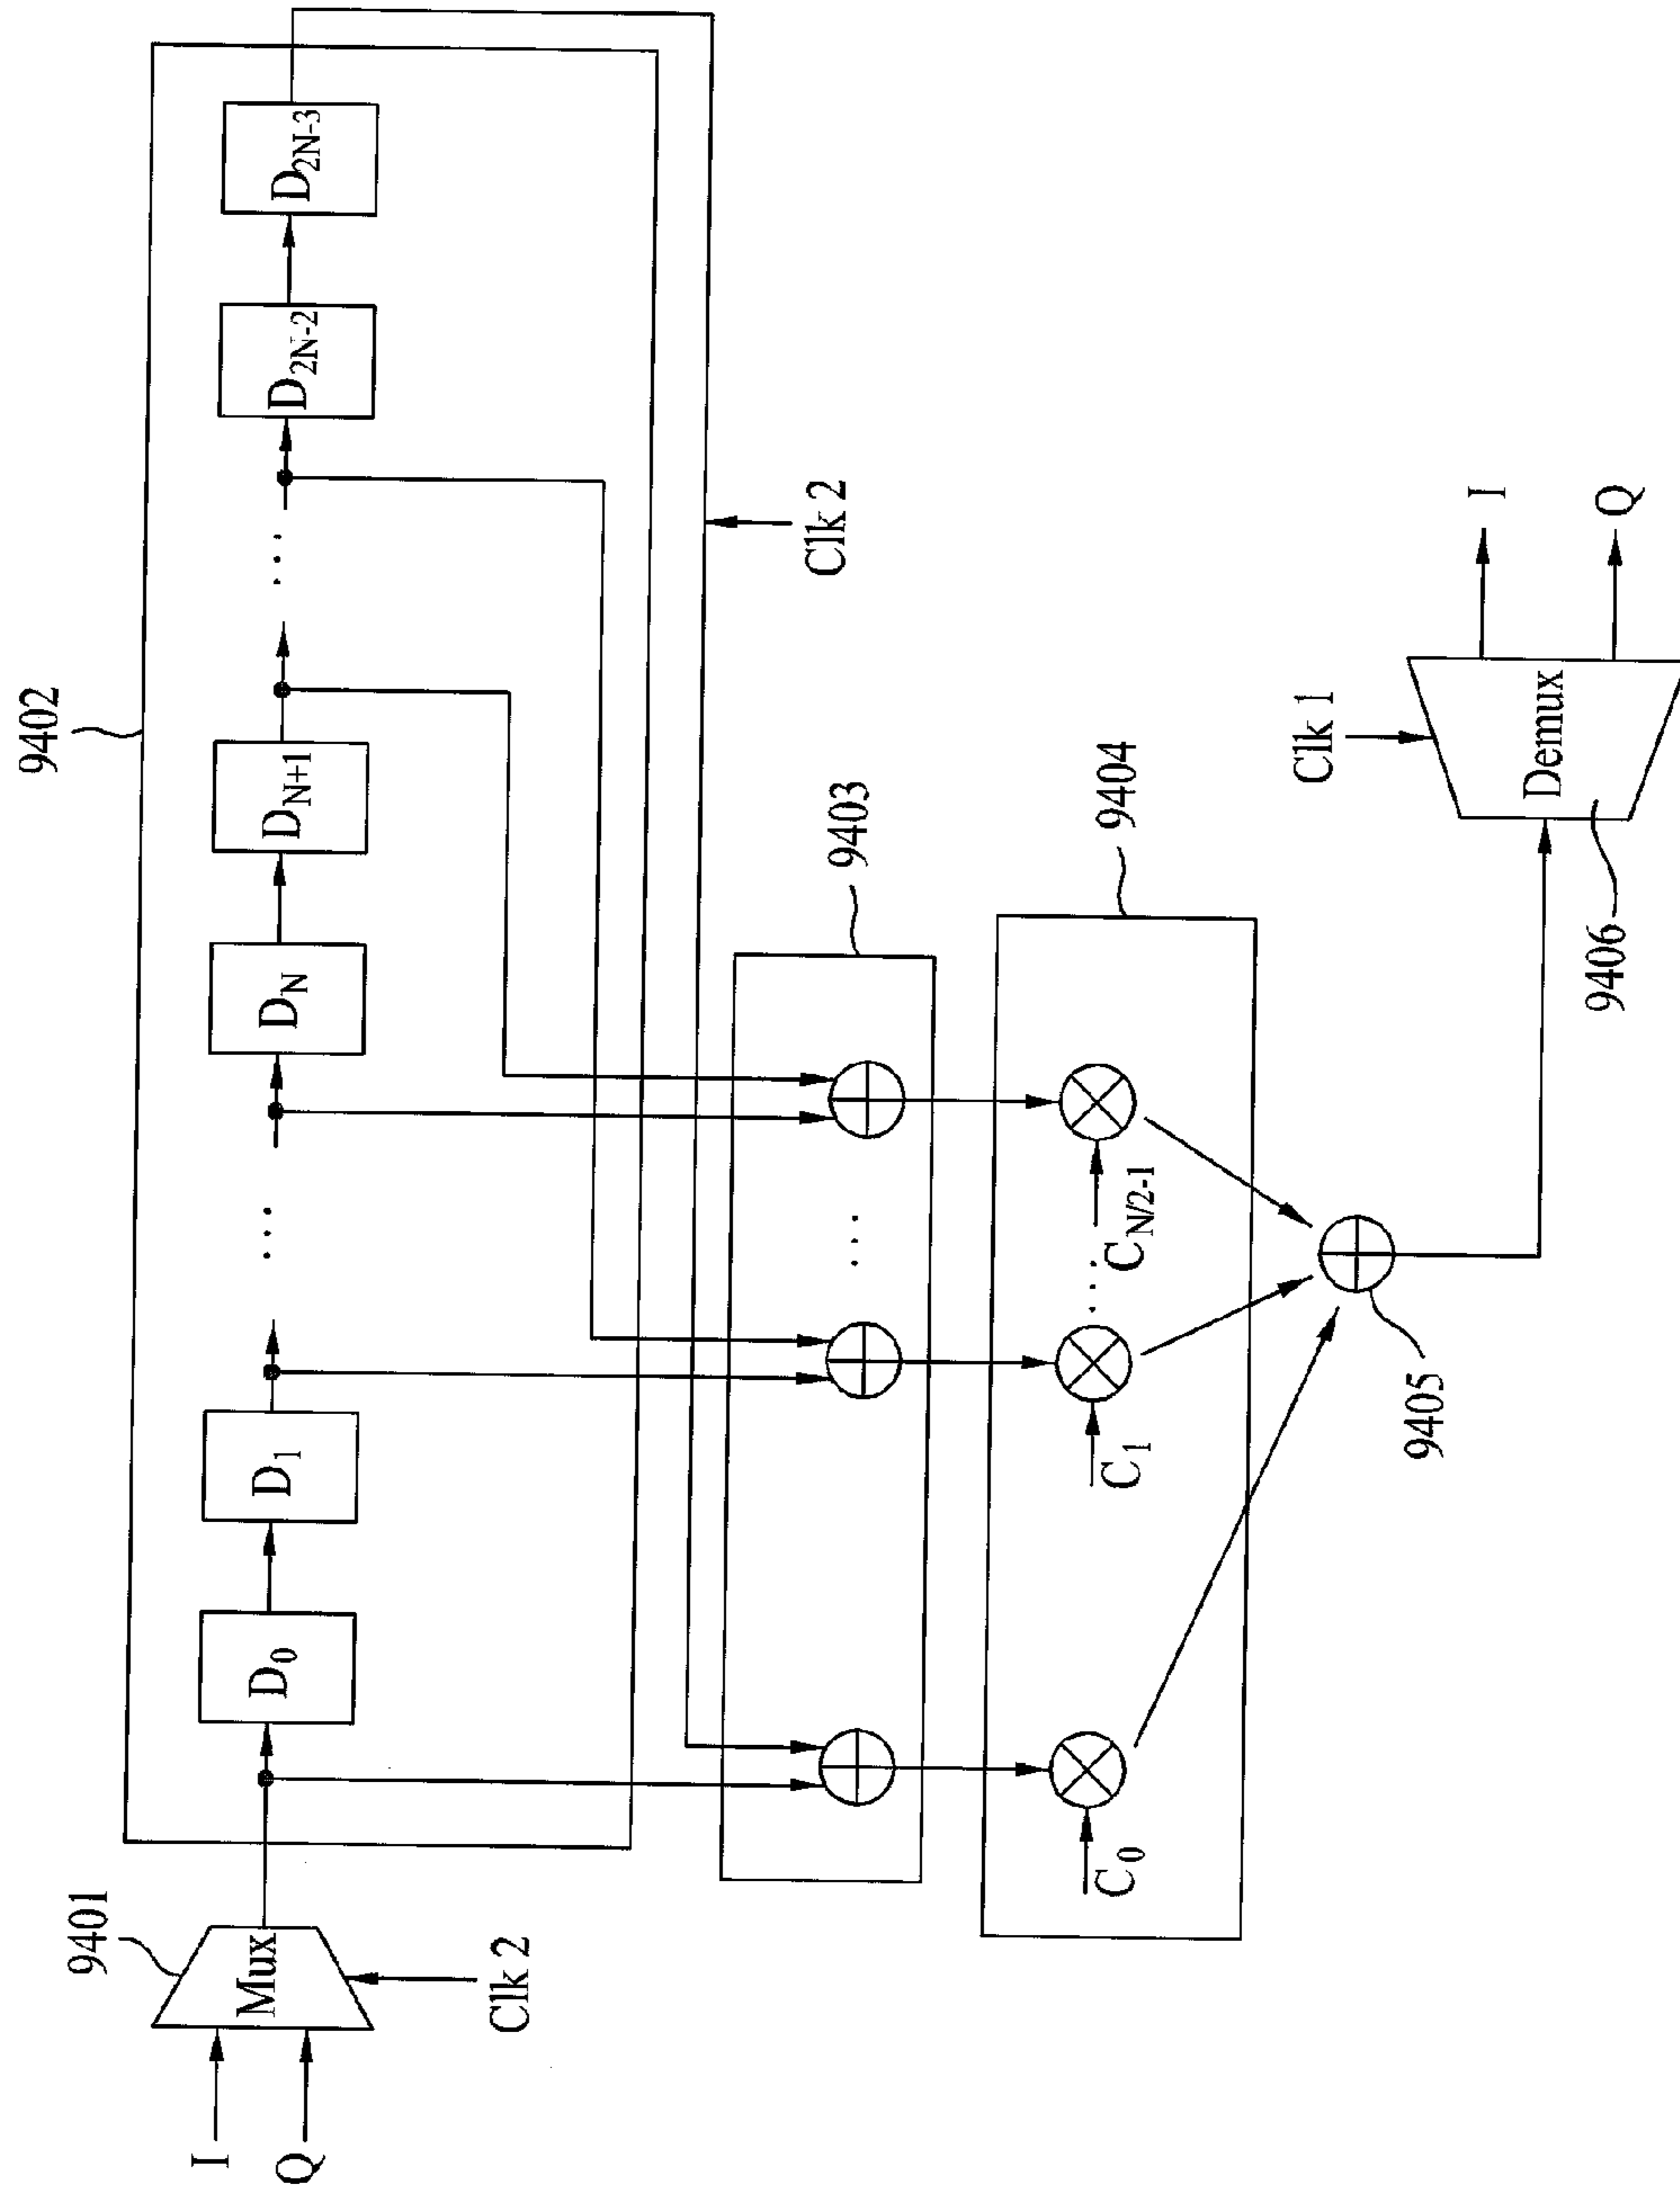 9402
9401
I
Q
Mux
Clk 2
D0
D1
...
DN
DN+1
...
D2N-2
D2N-3
Clk 2
9403
...
9404
C0
C1
...
CN/2-1
9405
Clk 1
Demux
9406
I
Q